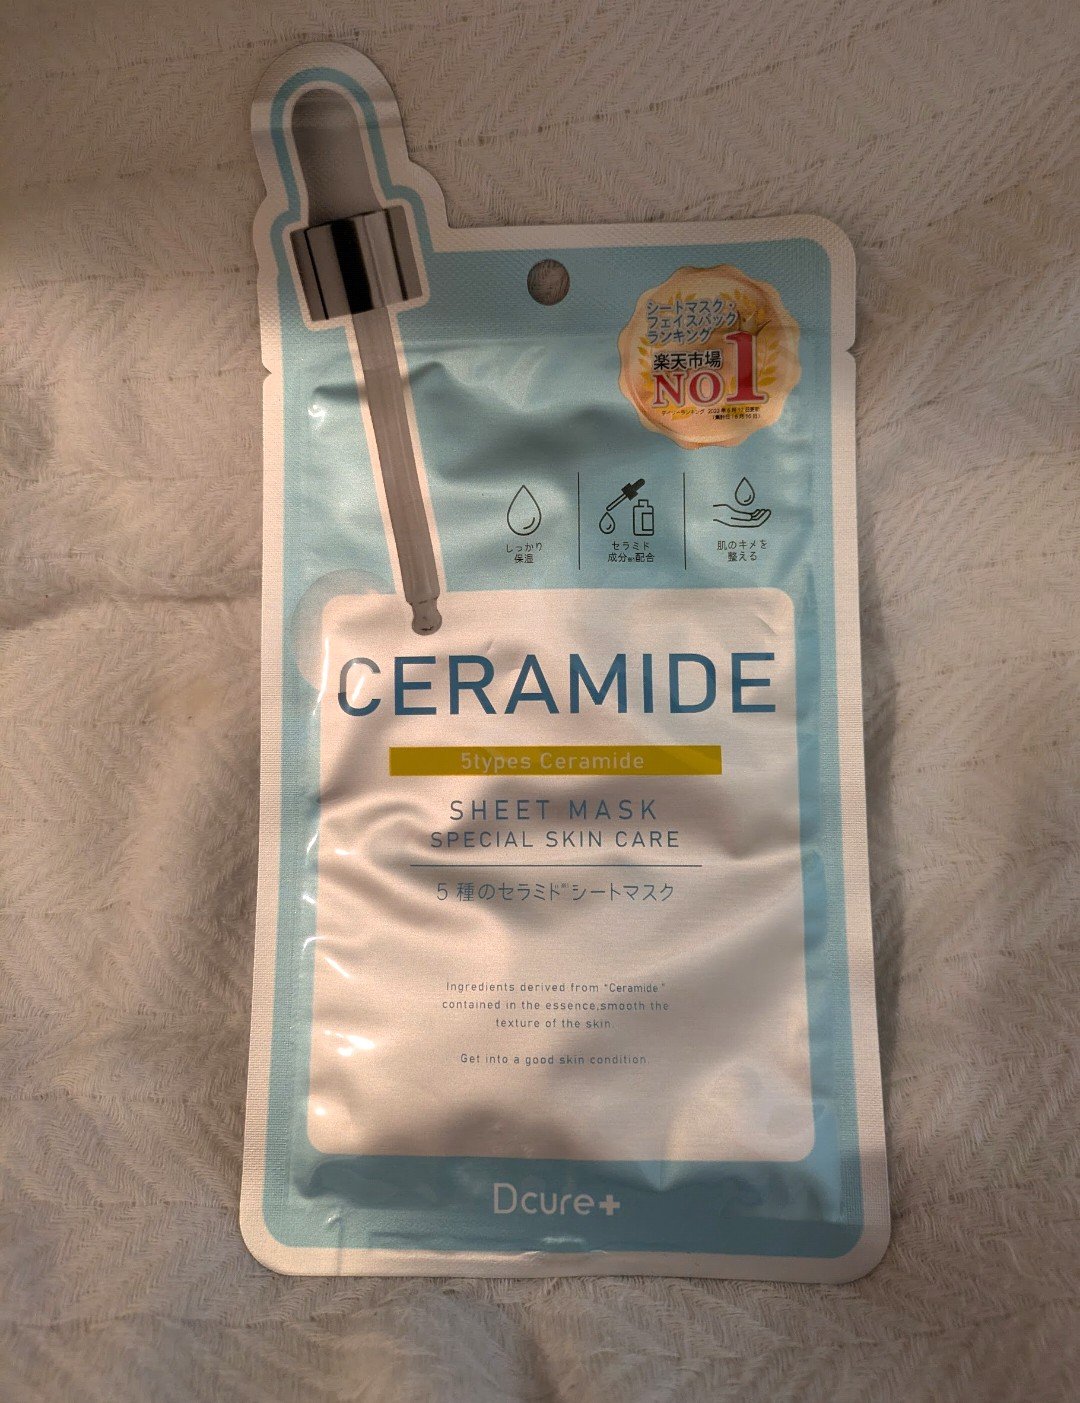 シートマスク・
フェイスパック
ランキング
楽天市場
NO1
しっかり
保湿
セラミド
成分配合
肌のキメを
整える
CERAMIDE
5types Ceramide
SHEET MASK
SPECIAL SKIN CARE
5種のセラミド※シートマスク
Ingredients derived from "Ceramide"
contained in the essence,smooth the
texture of the skin.
Get into a good skin condition.
Dcure+